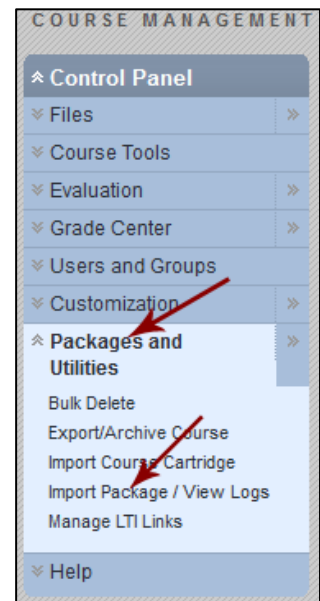 COURSE MANAGEMENT
Control Panel
Files
Course Tools
Evaluation
Grade Center
Users and Groups
Customization
Packages and
Utilities
Bulk Delete
Export/Archive Course
Import Course Cartridge
Import Package / View Logs
Manage LTI Links
Help